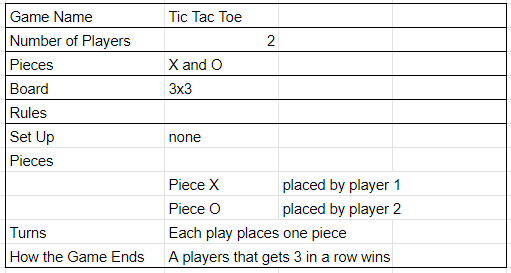 Game Name Tic Tac Toe
Number of Players 2
Pieces X and O
Board 3x3
Rules
Set Up none
Pieces
Piece X placed by player 1
Piece O placed by player 2
Turns Each play places one piece
How the Game Ends A players that gets 3 in a row wins